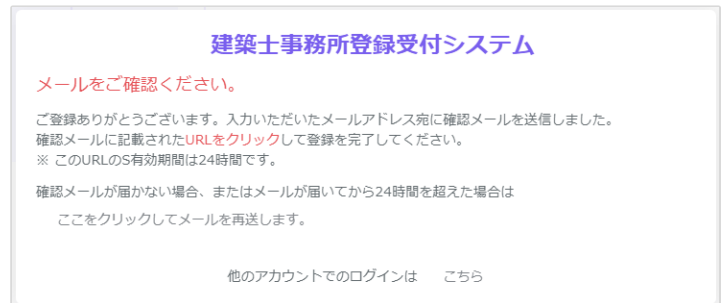 建築士事務所登録受付システム
メールをご確認ください。
ご登録ありがとうございます。入力いただいたメールアドレス宛に確認メールを送信しました。
確認メールに記載されたURLをクリックして登録を完了してください。
※ このURLのS有効期間は24時間です。
確認メールが届かない場合、またはメールが届いてから24時間を超えた場合は
ここをクリックしてメールを再送します。
他のアカウントでのログインは こちら